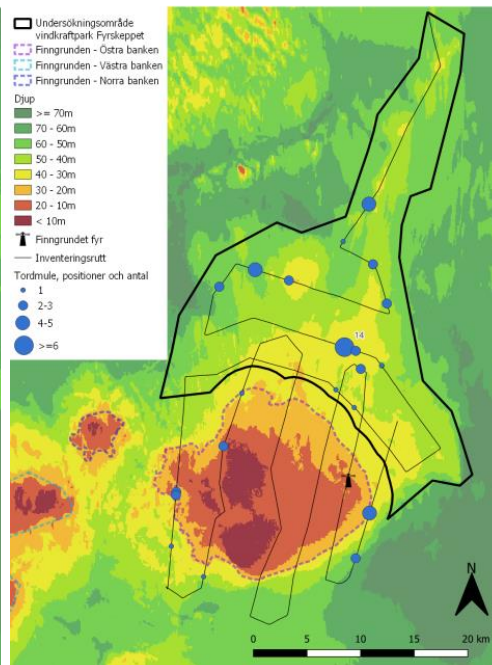 Undersökningsområde
vindkraftpark Fyrskeppet
Finngrunden - Östra banken
Finngrunden - Västra banken
Finngrunden - Norra banken
Djup
>= 70m
70 - 60m
60 - 50m
50 - 40m
40 - 30m
30 - 20m
20 - 10m
< 10m
Finngrundet fyr
Inventeringsrutt
Tordmule, positioner och antal
1
2-3
4-5
>=6
14
N
0 5 10 15 20 km